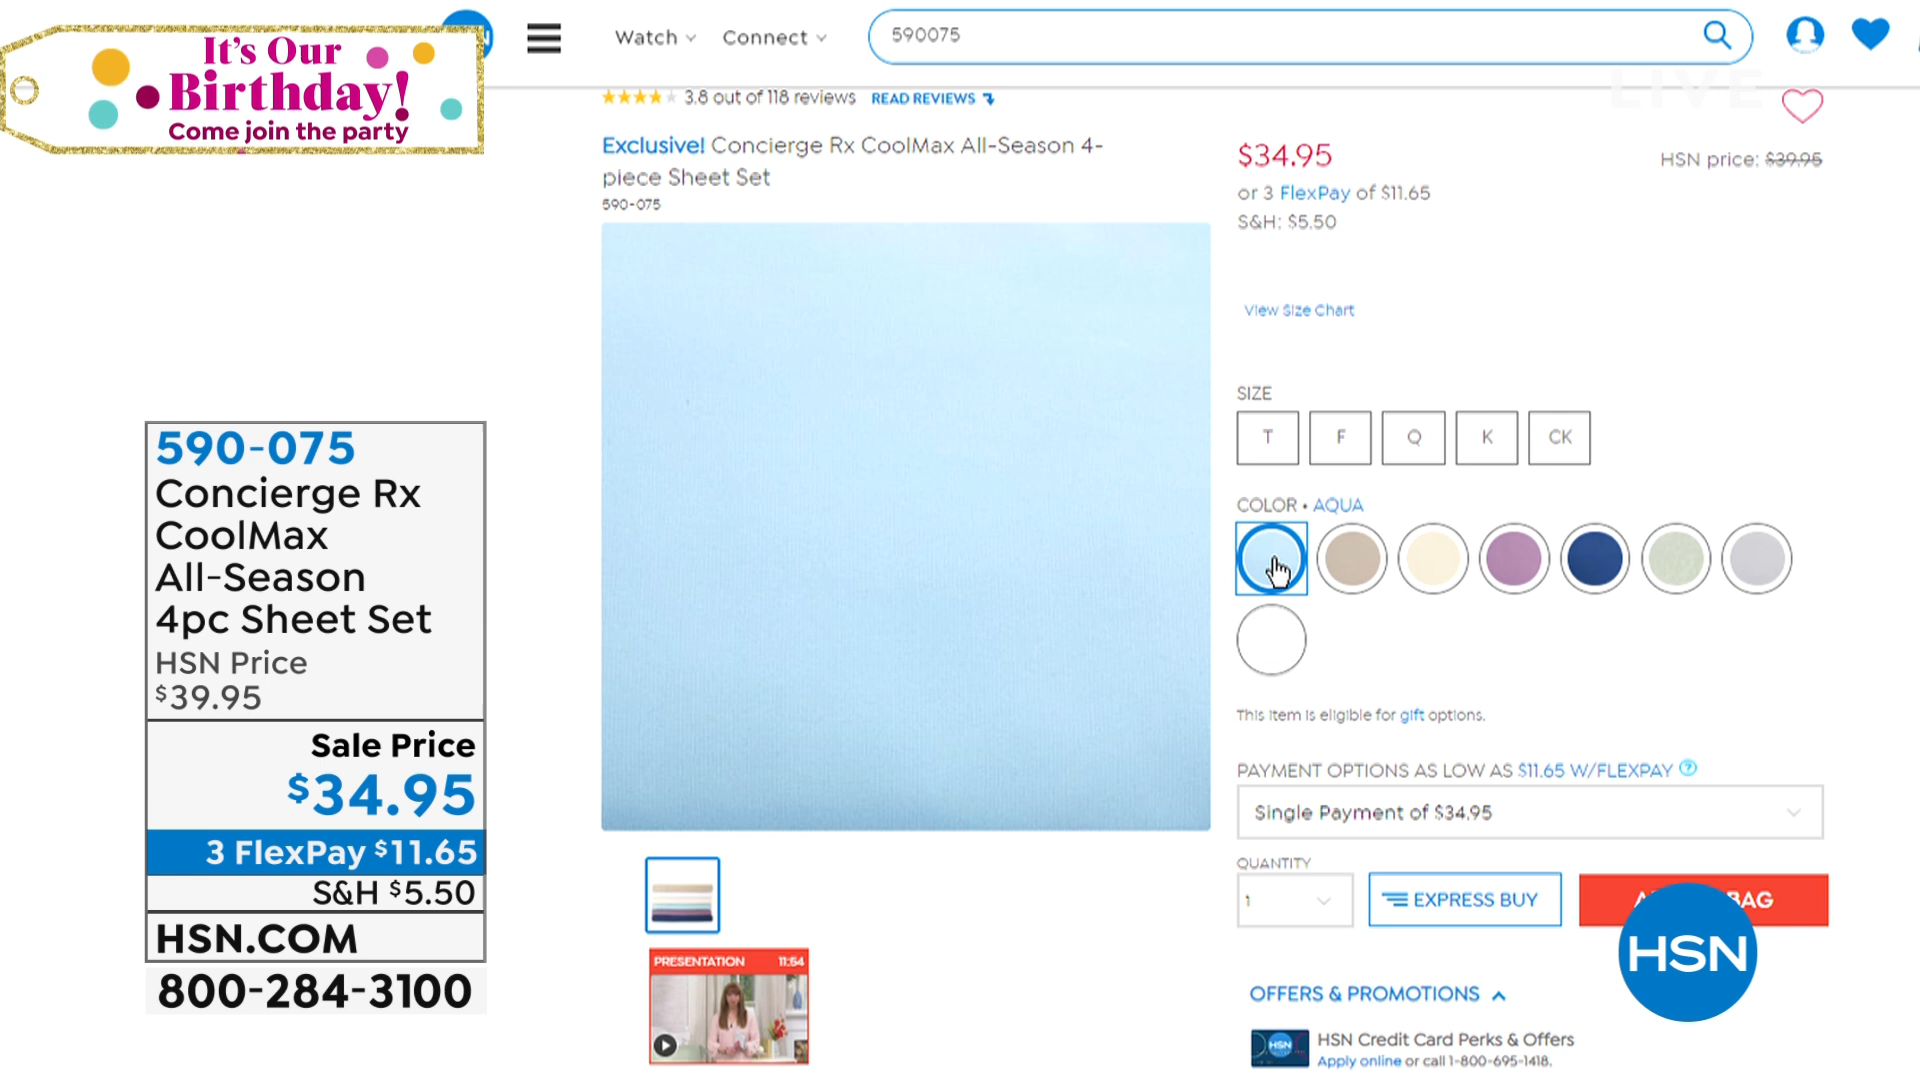 It's Our
Birthday!
Come join the party
Watch
Connect
590075
LIVE
3.8 out of 118 reviews
READ REVIEWS
Exclusive! Concierge Rx CoolMax All-Season 4-
piece Sheet Set
590-075
$34.95
HSN price: $39.95
or 3 FlexPay of $11.65
S&H: $5.50
View Size Chart
SIZE
T
F
Q
K
CK
COLOR • AQUA
This item is eligible for gift options.
PAYMENT OPTIONS AS LOW AS $11.65 W/FLEXPAY ?
Single Payment of $34.95
QUANTITY
1
EXPRESS BUY
BAG
HSN
OFFERS & PROMOTIONS
HSN
HSN Credit Card Perks & Offers
Apply online or call 1-800-695-1418.
PRESENTATION 11:54
590-075
Concierge Rx
CoolMax
All-Season
4pc Sheet Set
HSN Price
$39.95
Sale Price
$34.95
3 FlexPay $11.65
S&H $5.50
HSN.COM
800-284-3100